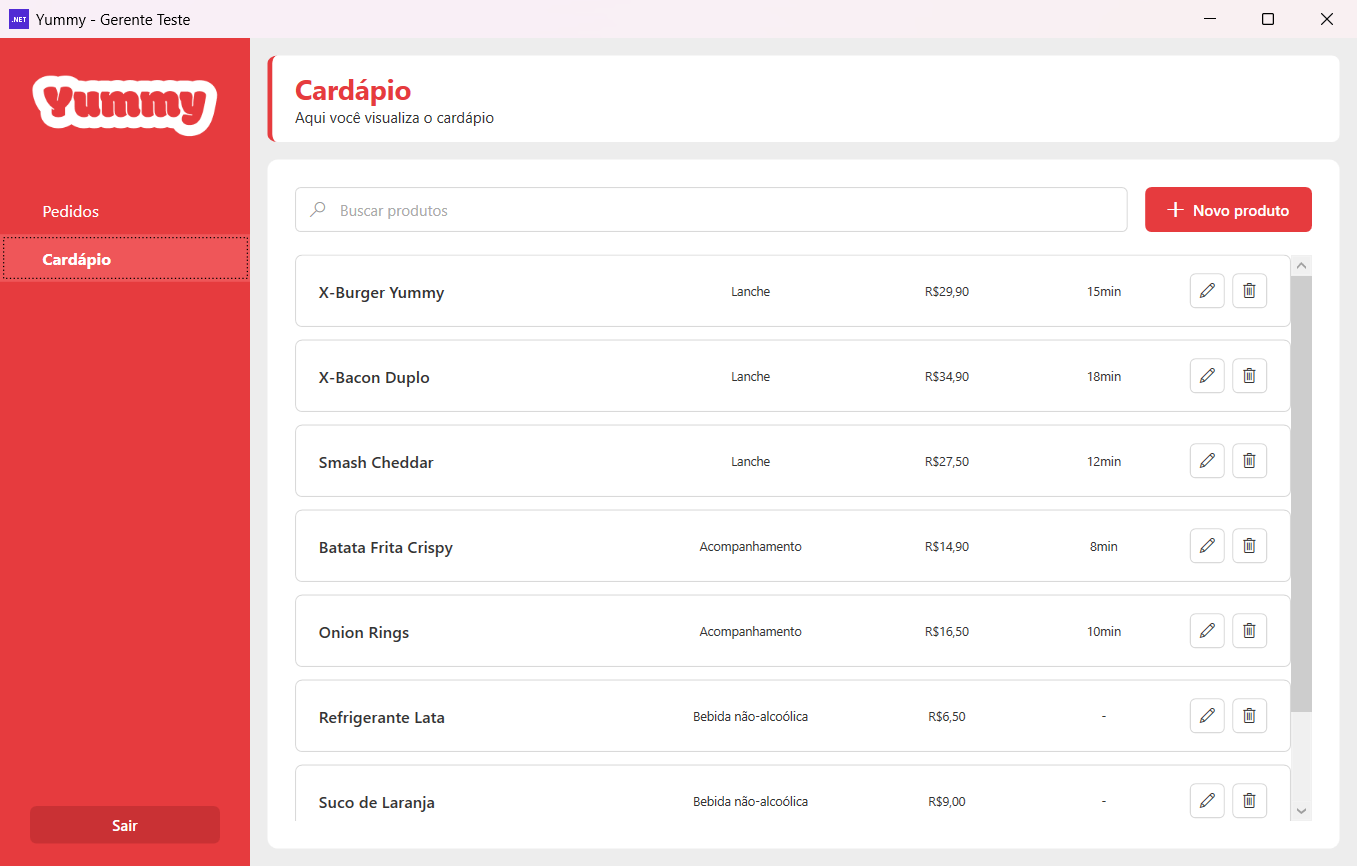 .NET Yummy - Gerente Teste
Yummy
Pedidos
Cardápio
Sair
Cardápio
Aqui você visualiza o cardápio
Buscar produtos
Novo produto
X-Burger Yummy Lanche R$29,90 15min
X-Bacon Duplo Lanche R$34,90 18min
Smash Cheddar Lanche R$27,50 12min
Batata Frita Crispy Acompanhamento R$14,90 8min
Onion Rings Acompanhamento R$16,50 10min
Refrigerante Lata Bebida não-alcoólica R$6,50 -
Suco de Laranja Bebida não-alcoólica R$9,00 -